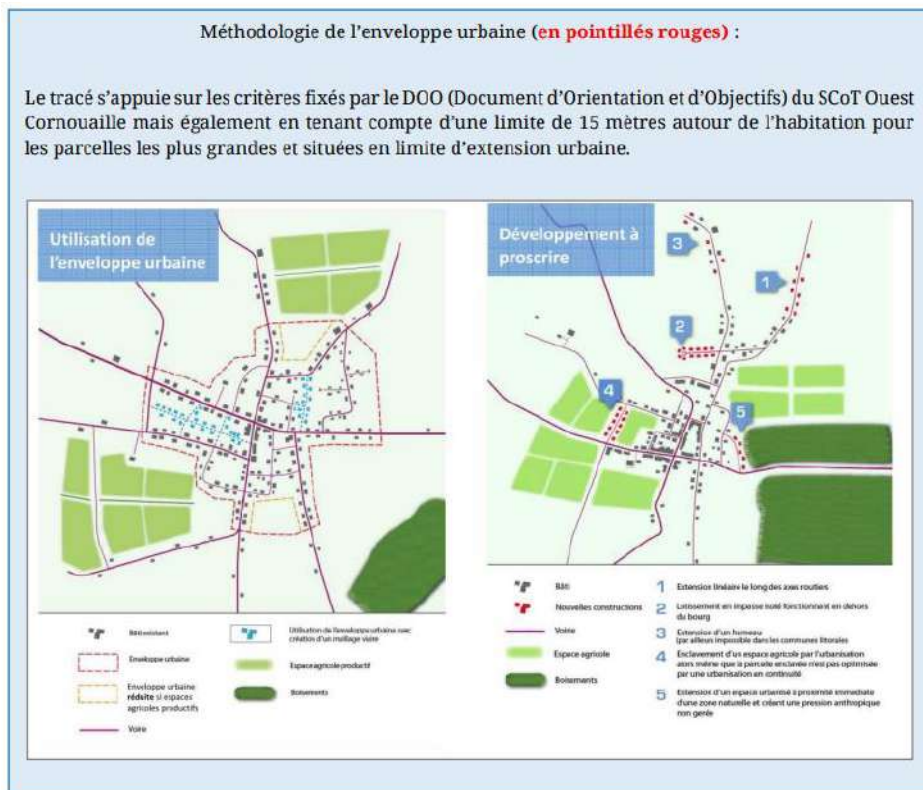 Méthodologie de l’enveloppe urbaine (en pointillés rouges) :
Le tracé s’appuie sur les critères fixés par le DOO (Document d’Orientation et d’Objectifs) du SCoT Ouest
Cornouaille mais également en tenant compte d’une limite de 15 mètres autour de l’habitation pour
les parcelles les plus grandes et situées en limite d’extension urbaine.
Utilisation de
l’enveloppe urbaine
Bâti existant
Enveloppe urbaine
Enveloppe urbaine
réduite si espaces
agricoles productifs
Voirie
Utilisation de l’enveloppe urbaine avec
création d’un maillage viaire
Espace agricole productif
Boisements
Développement à
proscrire
3
1
2
4
5
Bâti
Nouvelles constructions
Voirie
Espace agricole
Boisements
1 Extension linéaire le long des axes routiers
2 Lotissement en impasse isolé fonctionnant en dehors
du bourg
3 Extension d’un hameau
(par ailleurs impossible dans les communes littorales
4 Enclavement d’un espace agricole par l’urbanisation
alors même que la parcelle enclavée n’est pas optimisée
par une urbanisation en continuité
5 Extension d’un espace urbanisé à proximité immédiate
d’une zone naturelle et créant une pression anthropique
non gérée